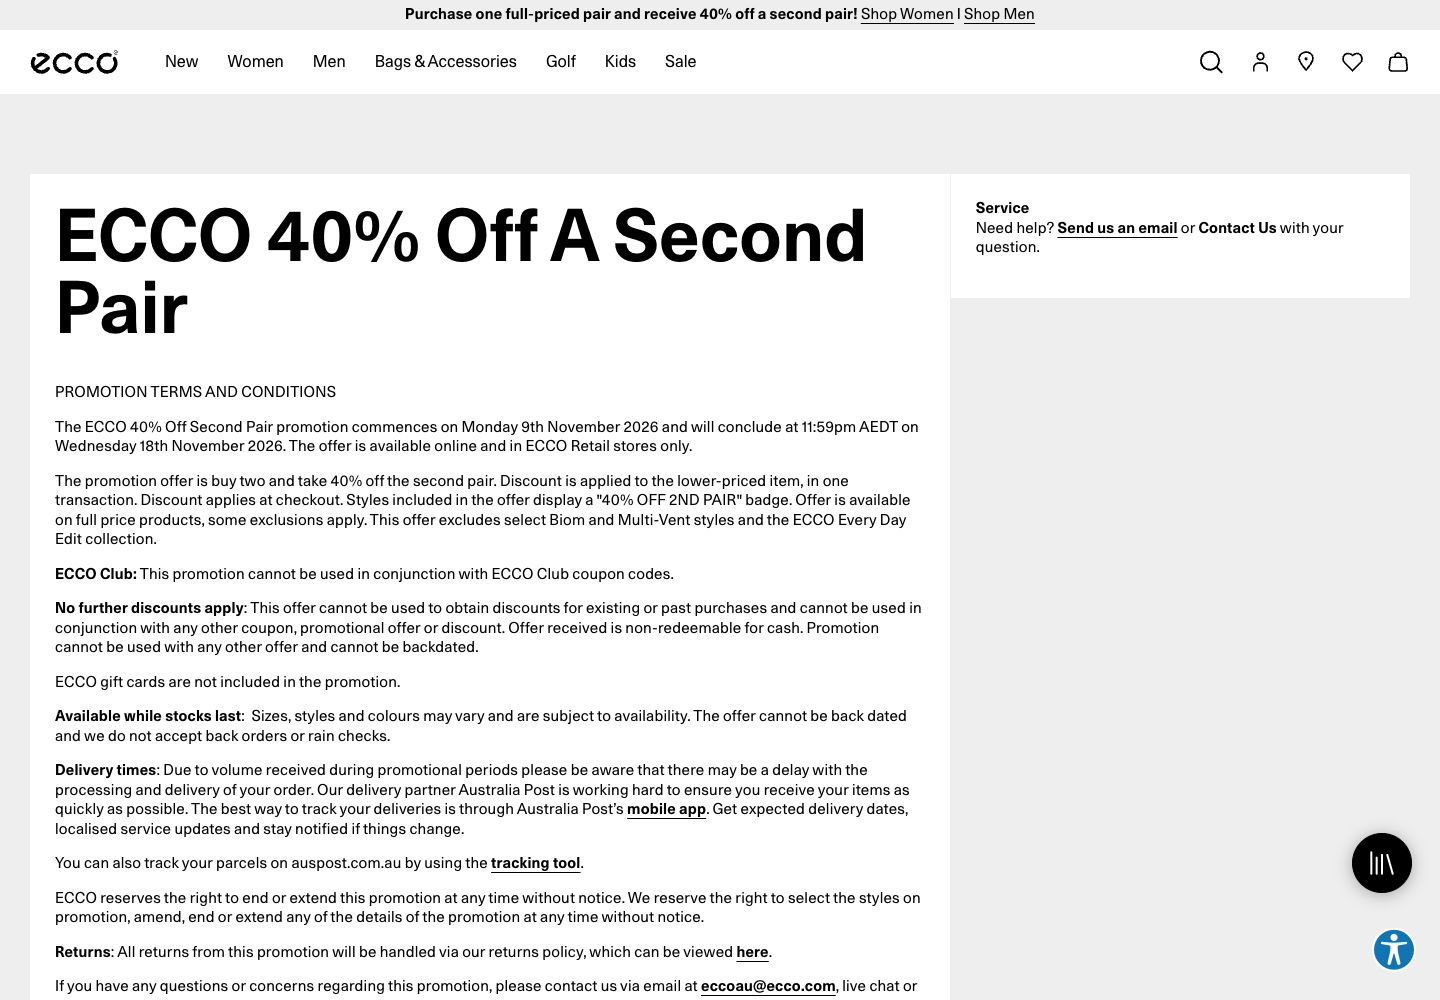 Purchase one full-priced pair and receive 40% off a second pair! Shop Women I Shop Men
ecco®
New Women Men Bags & Accessories Golf Kids Sale
ECCO 40% Off A Second
Pair
PROMOTION TERMS AND CONDITIONS
The ECCO 40% Off Second Pair promotion commences on Monday 9th November 2026 and will conclude at 11:59pm AEDT on
Wednesday 18th November 2026. The offer is available online and in ECCO Retail stores only.
The promotion offer is buy two and take 40% off the second pair. Discount is applied to the lower-priced item, in one
transaction. Discount applies at checkout. Styles included in the offer display a "40% OFF 2ND PAIR" badge. Offer is available
on full price products, some exclusions apply. This offer excludes select Biom and Multi-Vent styles and the ECCO Every Day
Edit collection.
ECCO Club: This promotion cannot be used in conjunction with ECCO Club coupon codes.
No further discounts apply: This offer cannot be used to obtain discounts for existing or past purchases and cannot be used in
conjunction with any other coupon, promotional offer or discount. Offer received is non-redeemable for cash. Promotion
cannot be used with any other offer and cannot be backdated.
ECCO gift cards are not included in the promotion.
Available while stocks last:  Sizes, styles and colours may vary and are subject to availability. The offer cannot be back dated
and we do not accept back orders or rain checks.
Delivery times: Due to volume received during promotional periods please be aware that there may be a delay with the
processing and delivery of your order. Our delivery partner Australia Post is working hard to ensure you receive your items as
quickly as possible. The best way to track your deliveries is through Australia Post’s mobile app. Get expected delivery dates,
localised service updates and stay notified if things change.
You can also track your parcels on auspost.com.au by using the tracking tool.
ECCO reserves the right to end or extend this promotion at any time without notice. We reserve the right to select the styles on
promotion, amend, end or extend any of the details of the promotion at any time without notice.
Returns: All returns from this promotion will be handled via our returns policy, which can be viewed here.
If you have any questions or concerns regarding this promotion, please contact us via email at eccoau@ecco.com, live chat or
Service
Need help? Send us an email or Contact Us with your
question.